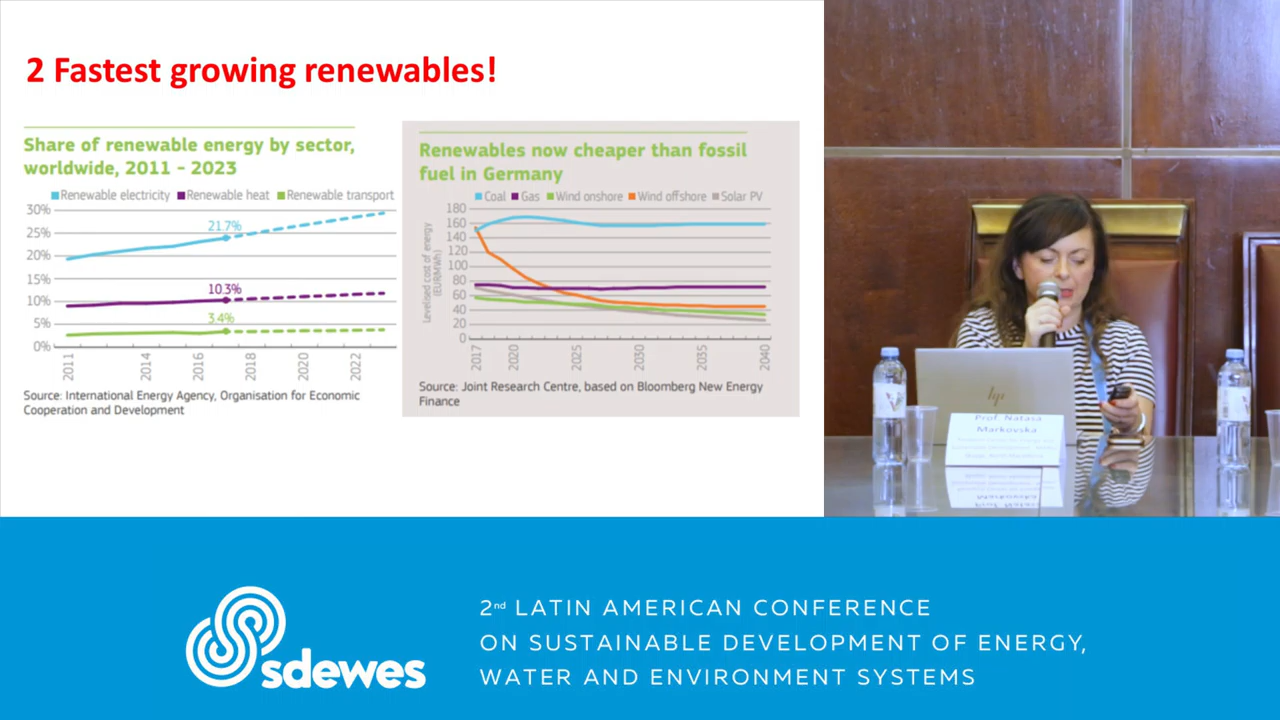 2 Fastest growing renewables!
Share of renewable energy by sector,
worldwide, 2011 - 2023
Renewable electricity Renewable heat Renewable transport
30%
25%
20%
15%
10%
5%
0%
21.7%
10.3%
3.4%
2011 2014 2016 2018 2020 2022
Source: International Energy Agency, Organisation for Economic
Cooperation and Development
Renewables now cheaper than fossil
fuel in Germany
Coal Gas Wind onshore Wind offshore Solar PV
Levelised cost of energy
(EUR/MWh)
180
160
140
120
100
80
60
40
20
0
2017 2020 2025 2030 2035 2040
Source: Joint Research Centre, based on Bloomberg New Energy
Finance
hp
Prof. Natasa
Markovska
sdewes
2nd LATIN AMERICAN CONFERENCE
ON SUSTAINABLE DEVELOPMENT OF ENERGY,
WATER AND ENVIRONMENT SYSTEMS